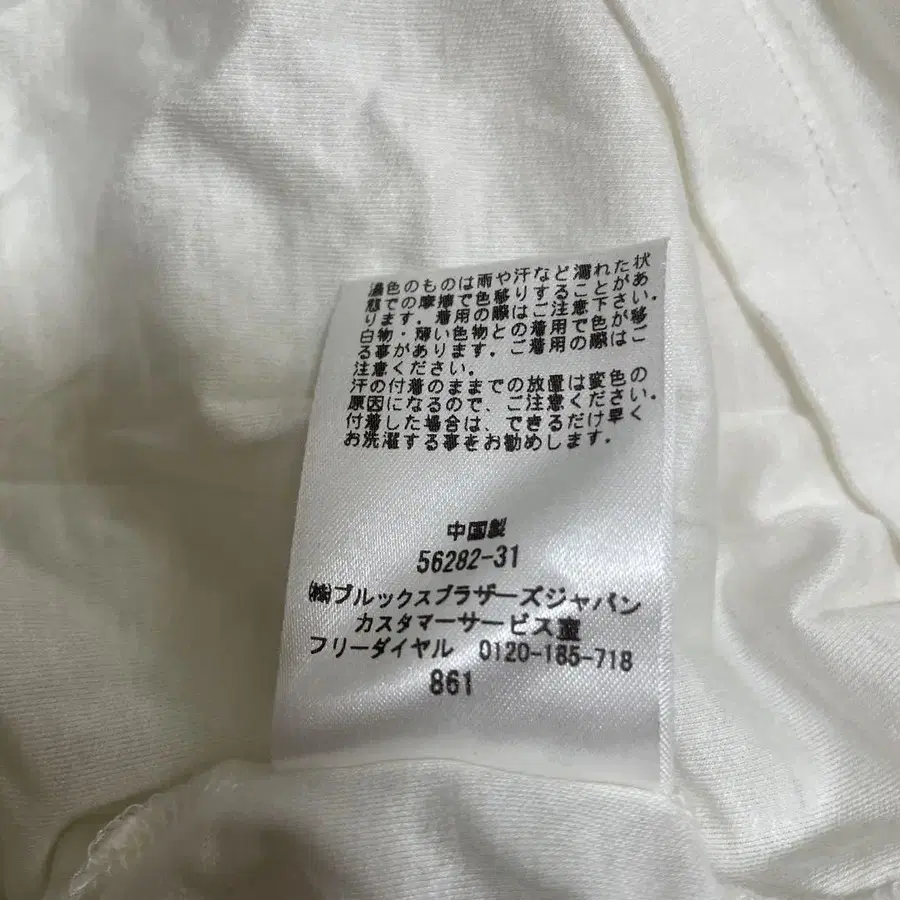 濃色のものは雨や汗など濡れた状
態での摩擦で色移りすることがあ
ります。着用の際はご注意下さい。
白物・薄い色物との着用で色が移
る事があります。ご着用の際はご
注意ください。
汗の付着のままでの放置は変色の
原因になるので、ご注意ください。
付着した場合は、できるだけ早く
お洗濯する事をお勧めします。
中国製
56282-31
㈱ブルックスブラザーズジャパン
カスタマーサービス室
フリーダイヤル 0120-185-718
861